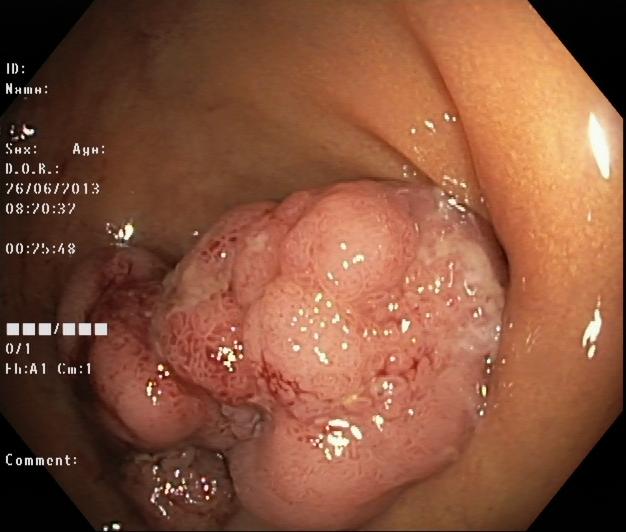 ID:
Name:
Sex: Age:
D.O.R.:
26/06/2013
08:20:37
00:25:48
■■■/■■■
0/1
Eh:A1 Cm:1
Comment: